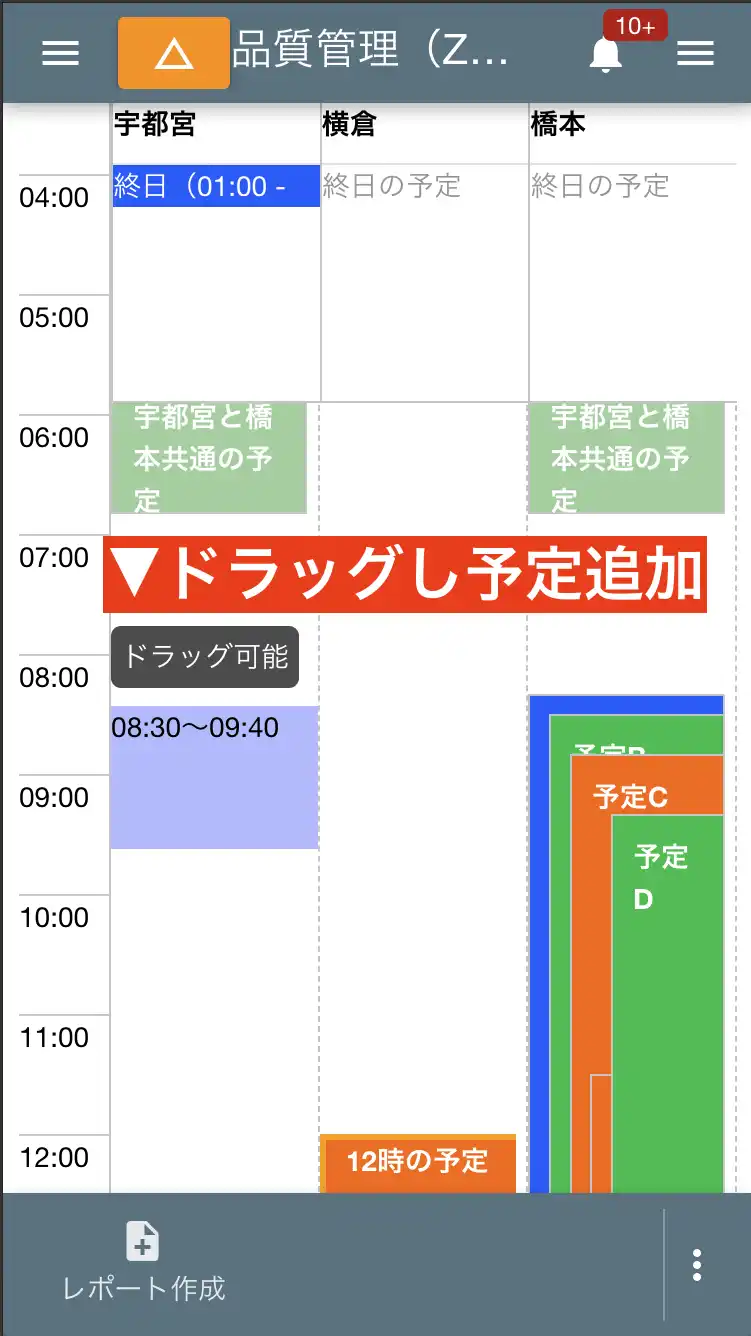 品質管理（Z...
10+
宇都宮
横倉
橋本
終日（01:00 -
終日の予定
終日の予定
04:00
05:00
06:00
宇都宮と橋
本共通の予
定
宇都宮と橋
本共通の予
定
07:00
▼ドラッグし予定追加
ドラッグ可能
08:00
08:30〜09:40
予定B
予定C
09:00
予定
D
10:00
11:00
12:00
12時の予定
レポート作成